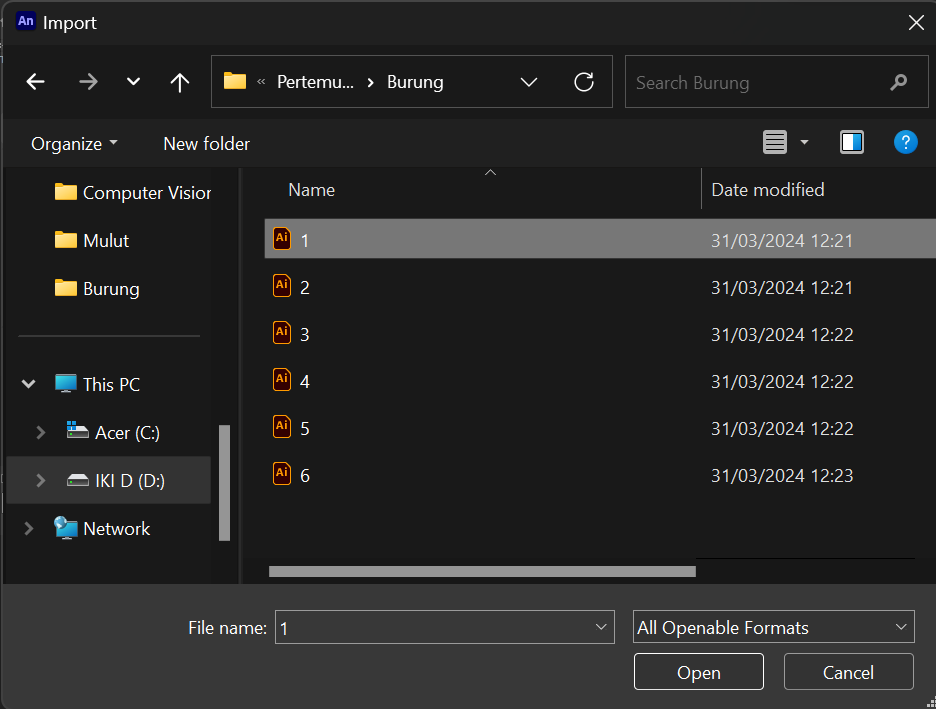 An Import
« Pertemu... › Burung
Search Burung
Organize
New folder
?
Name
Date modified
Computer Vision
Mulut
Burung
This PC
Acer (C:)
IKI D (D:)
Network
Ai 1 31/03/2024 12:21
Ai 2 31/03/2024 12:21
Ai 3 31/03/2024 12:22
Ai 4 31/03/2024 12:22
Ai 5 31/03/2024 12:22
Ai 6 31/03/2024 12:23
File name: 1
All Openable Formats
Open
Cancel